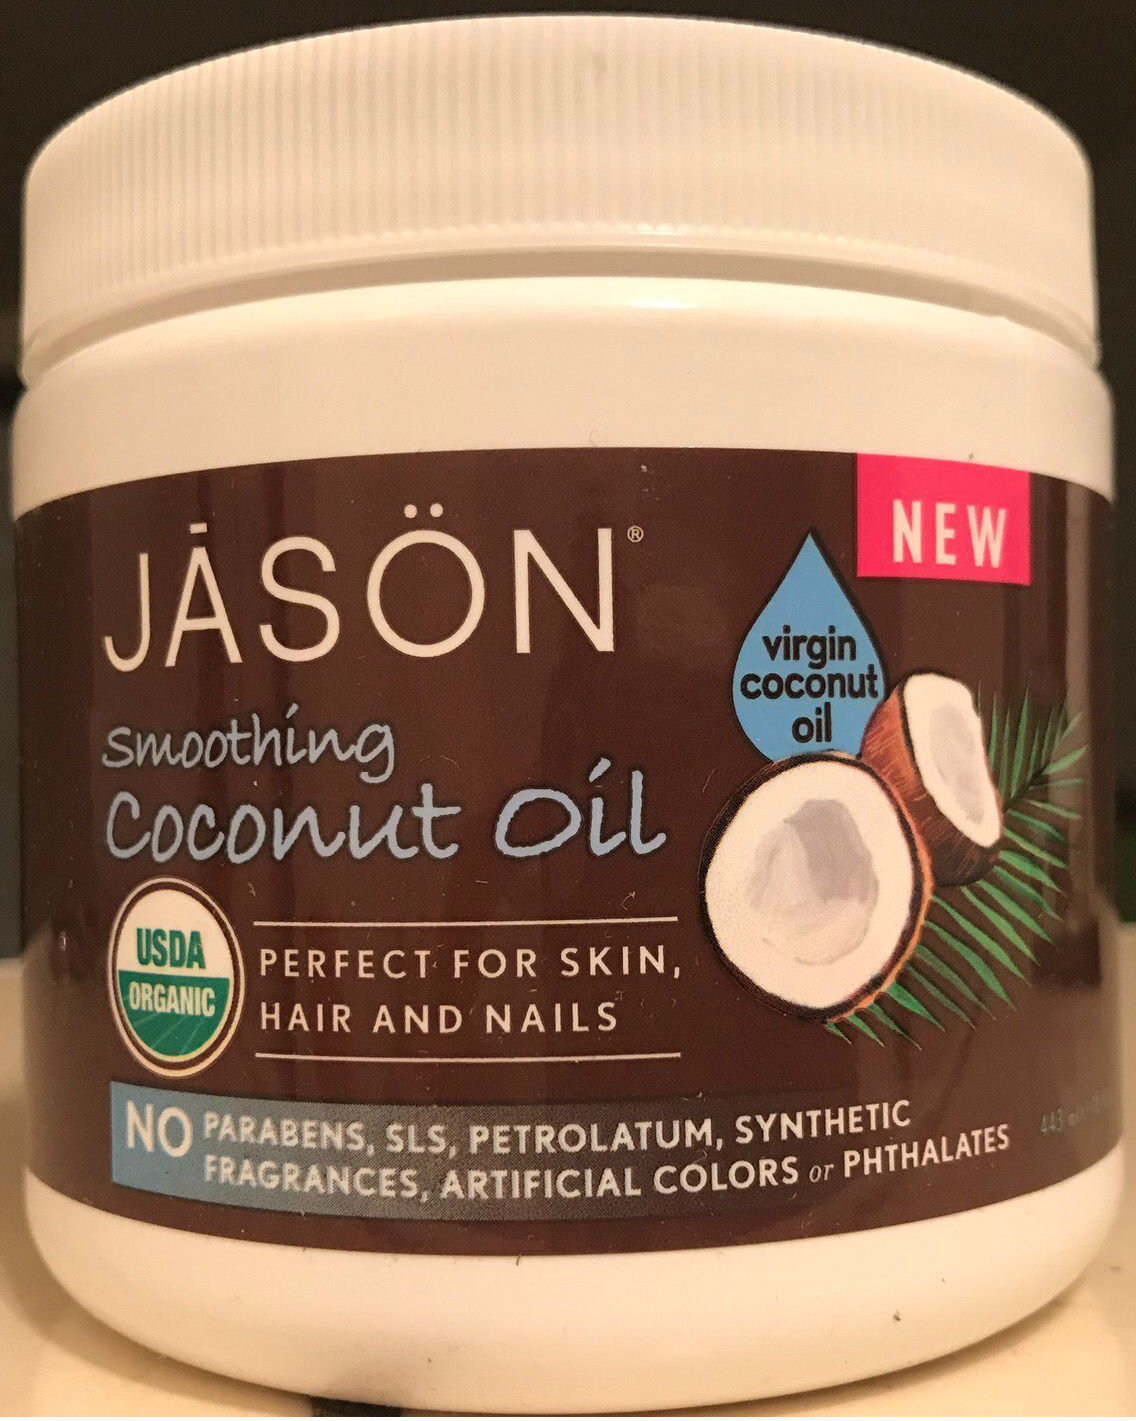 JĀSÖN®
NEW
virgin
coconut
oil
Smoothing
Coconut Oil
USDA
ORGANIC
PERFECT FOR SKIN,
HAIR AND NAILS
NO PARABENS, SLS, PETROLATUM, SYNTHETIC
FRAGRANCES, ARTIFICIAL COLORS or PHTHALATES
443